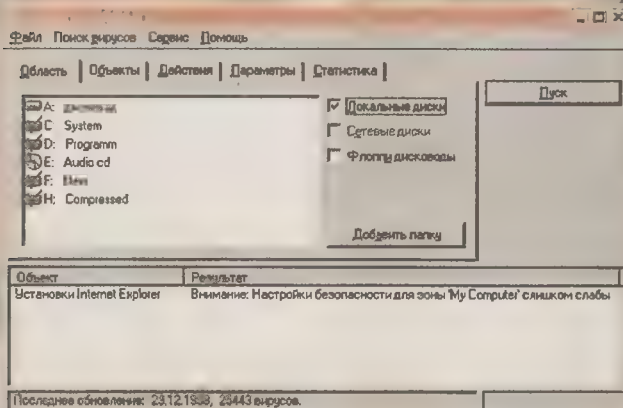 Файл Поиск вирусов Сервис Помощь
Область Объекты Действия Параметры Статистика
Пуск
A:
C System
D: Programm
E: Audio cd
F:
H: Compressed
Локальные диски
Сетевые диски
Флоппи дисководы
Добавить папку
Объект Результат
Установки Internet Explorer Внимание: Настройки безопасности для зоны 'My Computer' слишком слабы
Последнее обновление: 29.12.1998, 25443 вирусов.